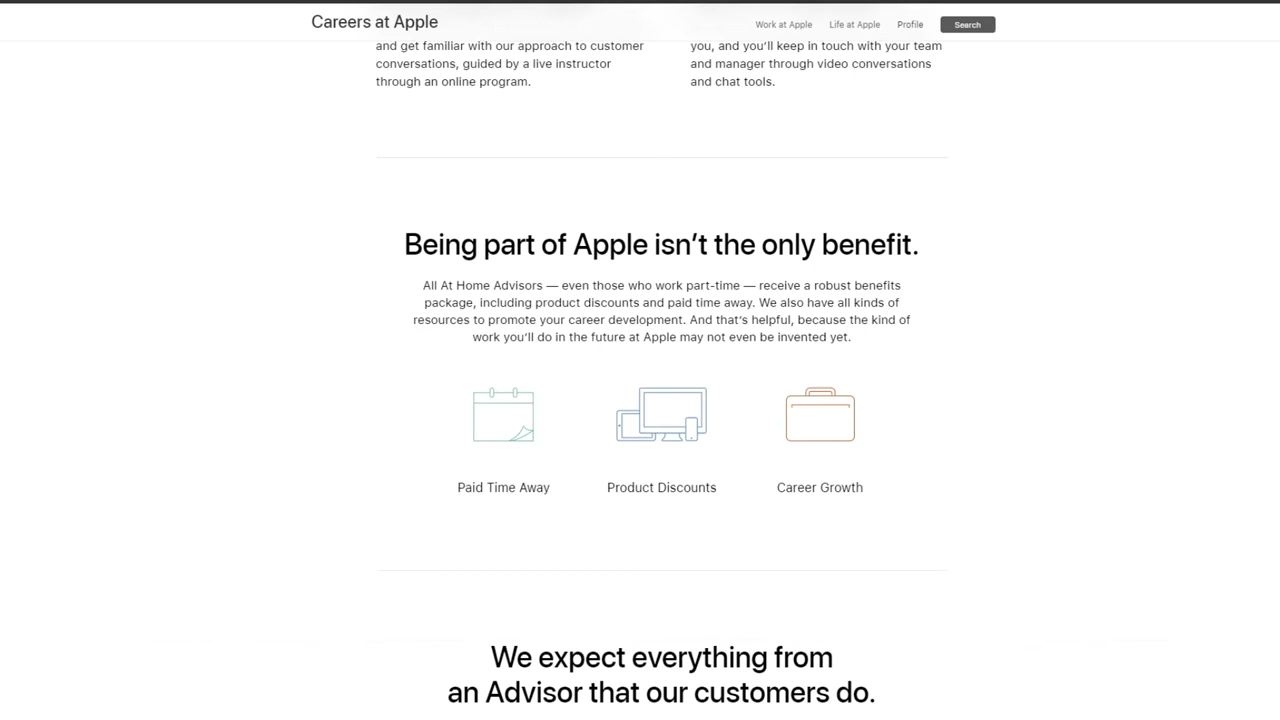 Careers at Apple
Work at Apple
Life at Apple
Profile
Search
and get familiar with our approach to customer
conversations, guided by a live instructor
through an online program.
you, and you’ll keep in touch with your team
and manager through video conversations
and chat tools.
Being part of Apple isn’t the only benefit.
All At Home Advisors — even those who work part-time — receive a robust benefits
package, including product discounts and paid time away. We also have all kinds of
resources to promote your career development. And that’s helpful, because the kind of
work you’ll do in the future at Apple may not even be invented yet.
Paid Time Away
Product Discounts
Career Growth
We expect everything from
an Advisor that our customers do.